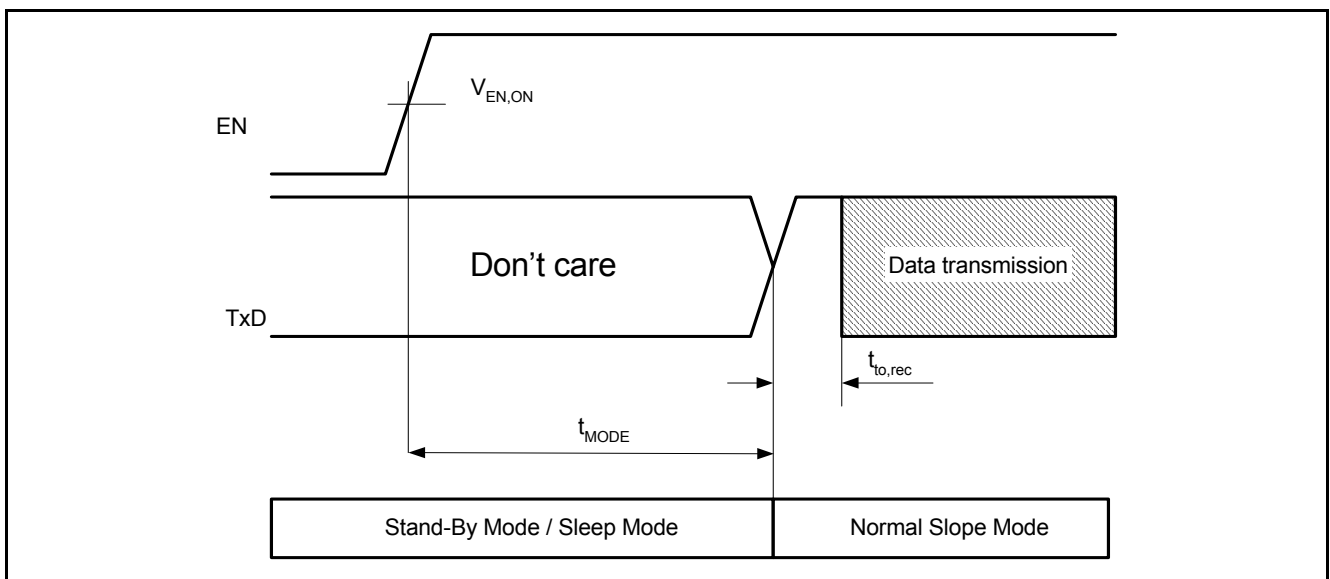 V_EN,ON
EN
Don't care
Data transmission
TxD
t_to,rec
t_MODE
Stand-By Mode / Sleep Mode
Normal Slope Mode